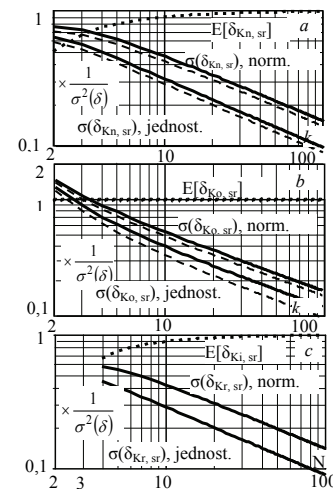 1
E[δKn, sr] a
σ(δKn, sr), norm.
× 1/σ²(δ)
σ(δKn, sr), jednost.
k
0.1
2 10 100
2
E[δKo, sr] b
1
σ(δKo, sr), norm.
× 1/σ²(δ)
σ(δKo, sr), jednost.
k
0,1
2 10 100
1
E[δKi, sr] c
σ(δKr, sr), norm.
× 1/σ²(δ)
σ(δKr, sr), jednost.
N
0,1
2 3 10 100